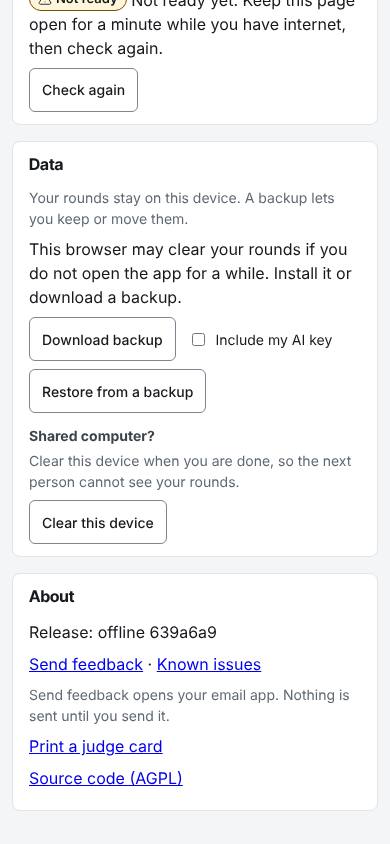 Not ready Not ready yet. Keep this page
open for a minute while you have internet,
then check again.
Check again
Data
Your rounds stay on this device. A backup lets
you keep or move them.
This browser may clear your rounds if you
do not open the app for a while. Install it or
download a backup.
Download backup Include my AI key
Restore from a backup
Shared computer?
Clear this device when you are done, so the next
person cannot see your rounds.
Clear this device
About
Release: offline 639a6a9
Send feedback · Known issues
Send feedback opens your email app. Nothing is
sent until you send it.
Print a judge card
Source code (AGPL)